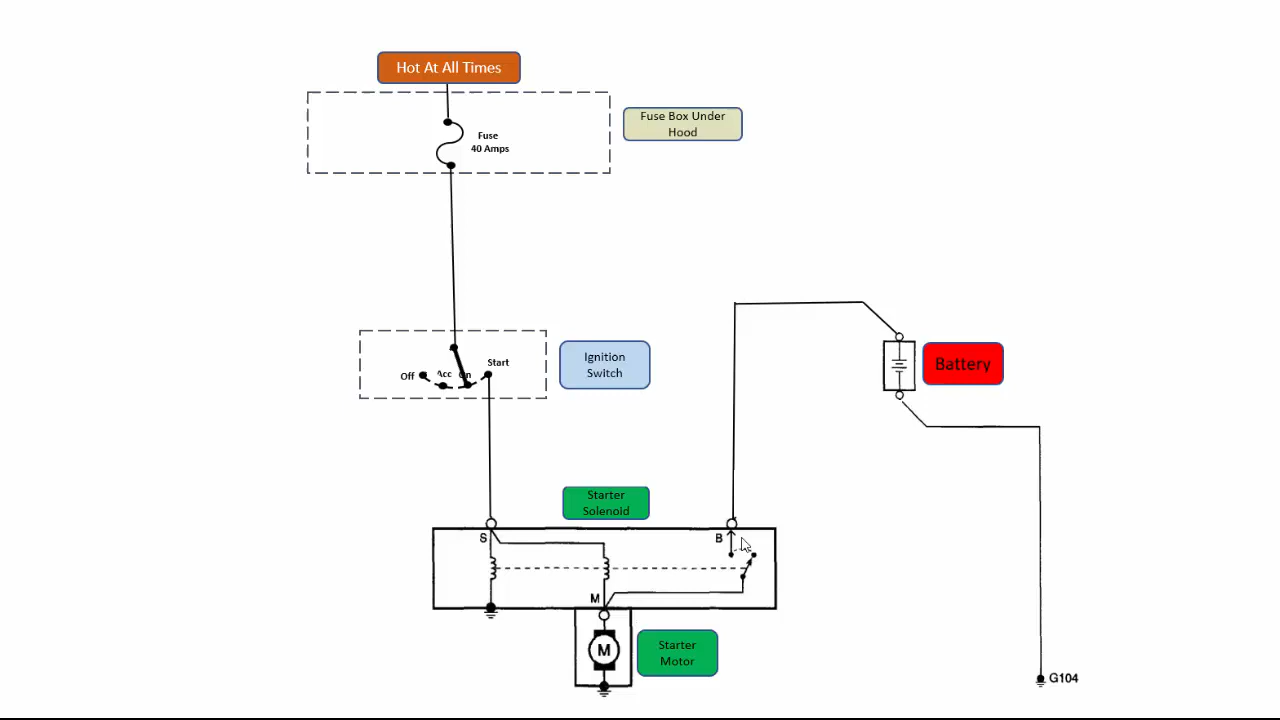 Hot At All Times
Fuse Box Under
Hood
Fuse
40 Amps
Ignition
Switch
Start
Off
Acc
On
Battery
Starter
Solenoid
S
B
M
M
Starter
Motor
G104